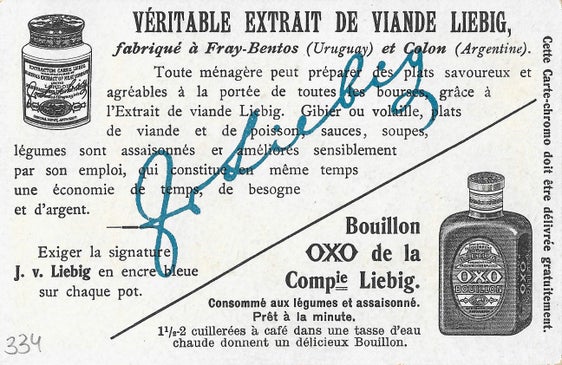 VÉRITABLE EXTRAIT DE VIANDE LIEBIG,
fabriqué à Fray-Bentos (Uruguay) et Colon (Argentine).
Toute ménagère peut préparer des plats savoureux et
agréables à la portée de toutes les bourses, grâce à
l'Extrait de viande Liebig. Gibier ou volaille, plats
de viande et de poisson, sauces, soupes,
légumes sont assaisonnés et améliorés sensiblement
par son emploi, qui constitue en même temps
une économie de temps, de besogne
et d'argent.
J. v. Liebig
Exiger la signature
J. v. Liebig en encre bleue
sur chaque pot.
Bouillon
OXO de la
Compie Liebig.
Consommé aux légumes et assaisonné.
Prêt à la minute.
1½-2 cuillerées à café dans une tasse d'eau
chaude donnent un délicieux Bouillon.
OXO
BOUILLON
Cette Carte-chromo doit être délivrée gratuitement.
334